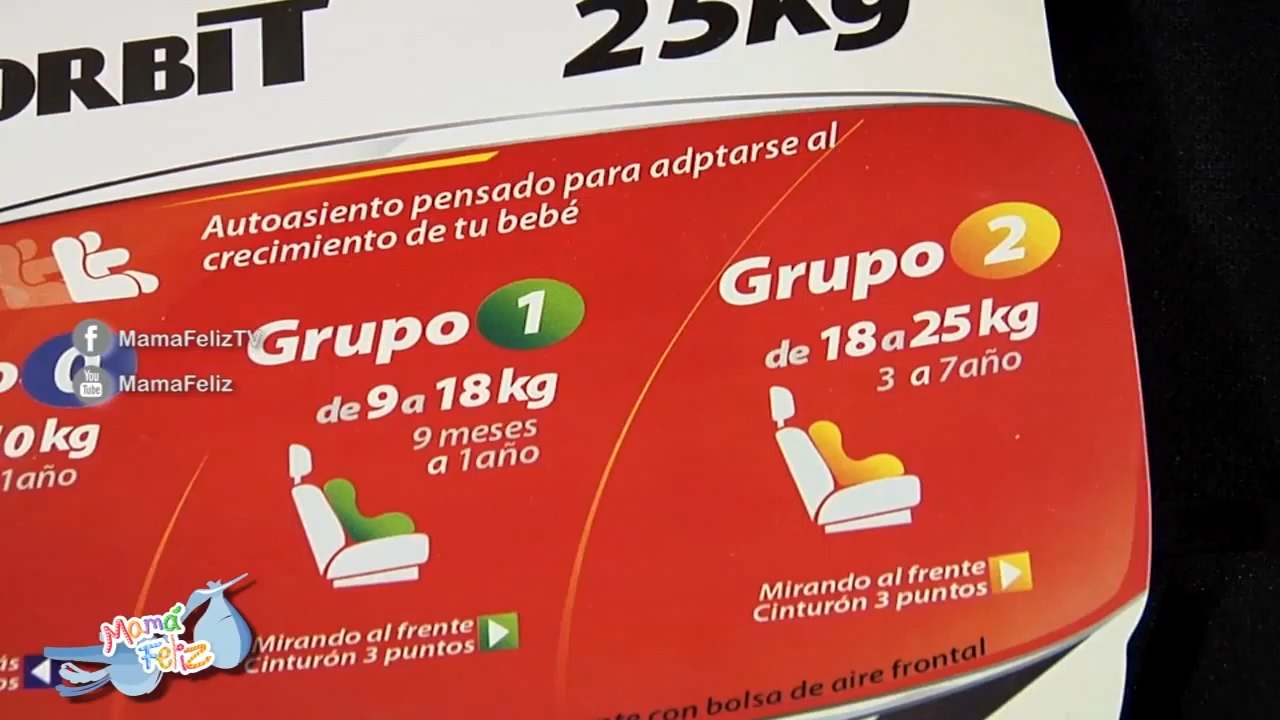 ORBIT
25kg
Autoasiento pensado para adptarse al
crecimiento de tu bebé
Grupo 2
de 18 a 25 kg
3 a 7año
Grupo 1
de 9 a 18 kg
9 meses
a 1año
0kg
1año
MamaFelizTV
You
Tube
MamaFeliz
Mirando al frente
Cinturón 3 puntos
Mirando al frente
Cinturón 3 puntos
con bolsa de aire frontal
Mamá
Feliz